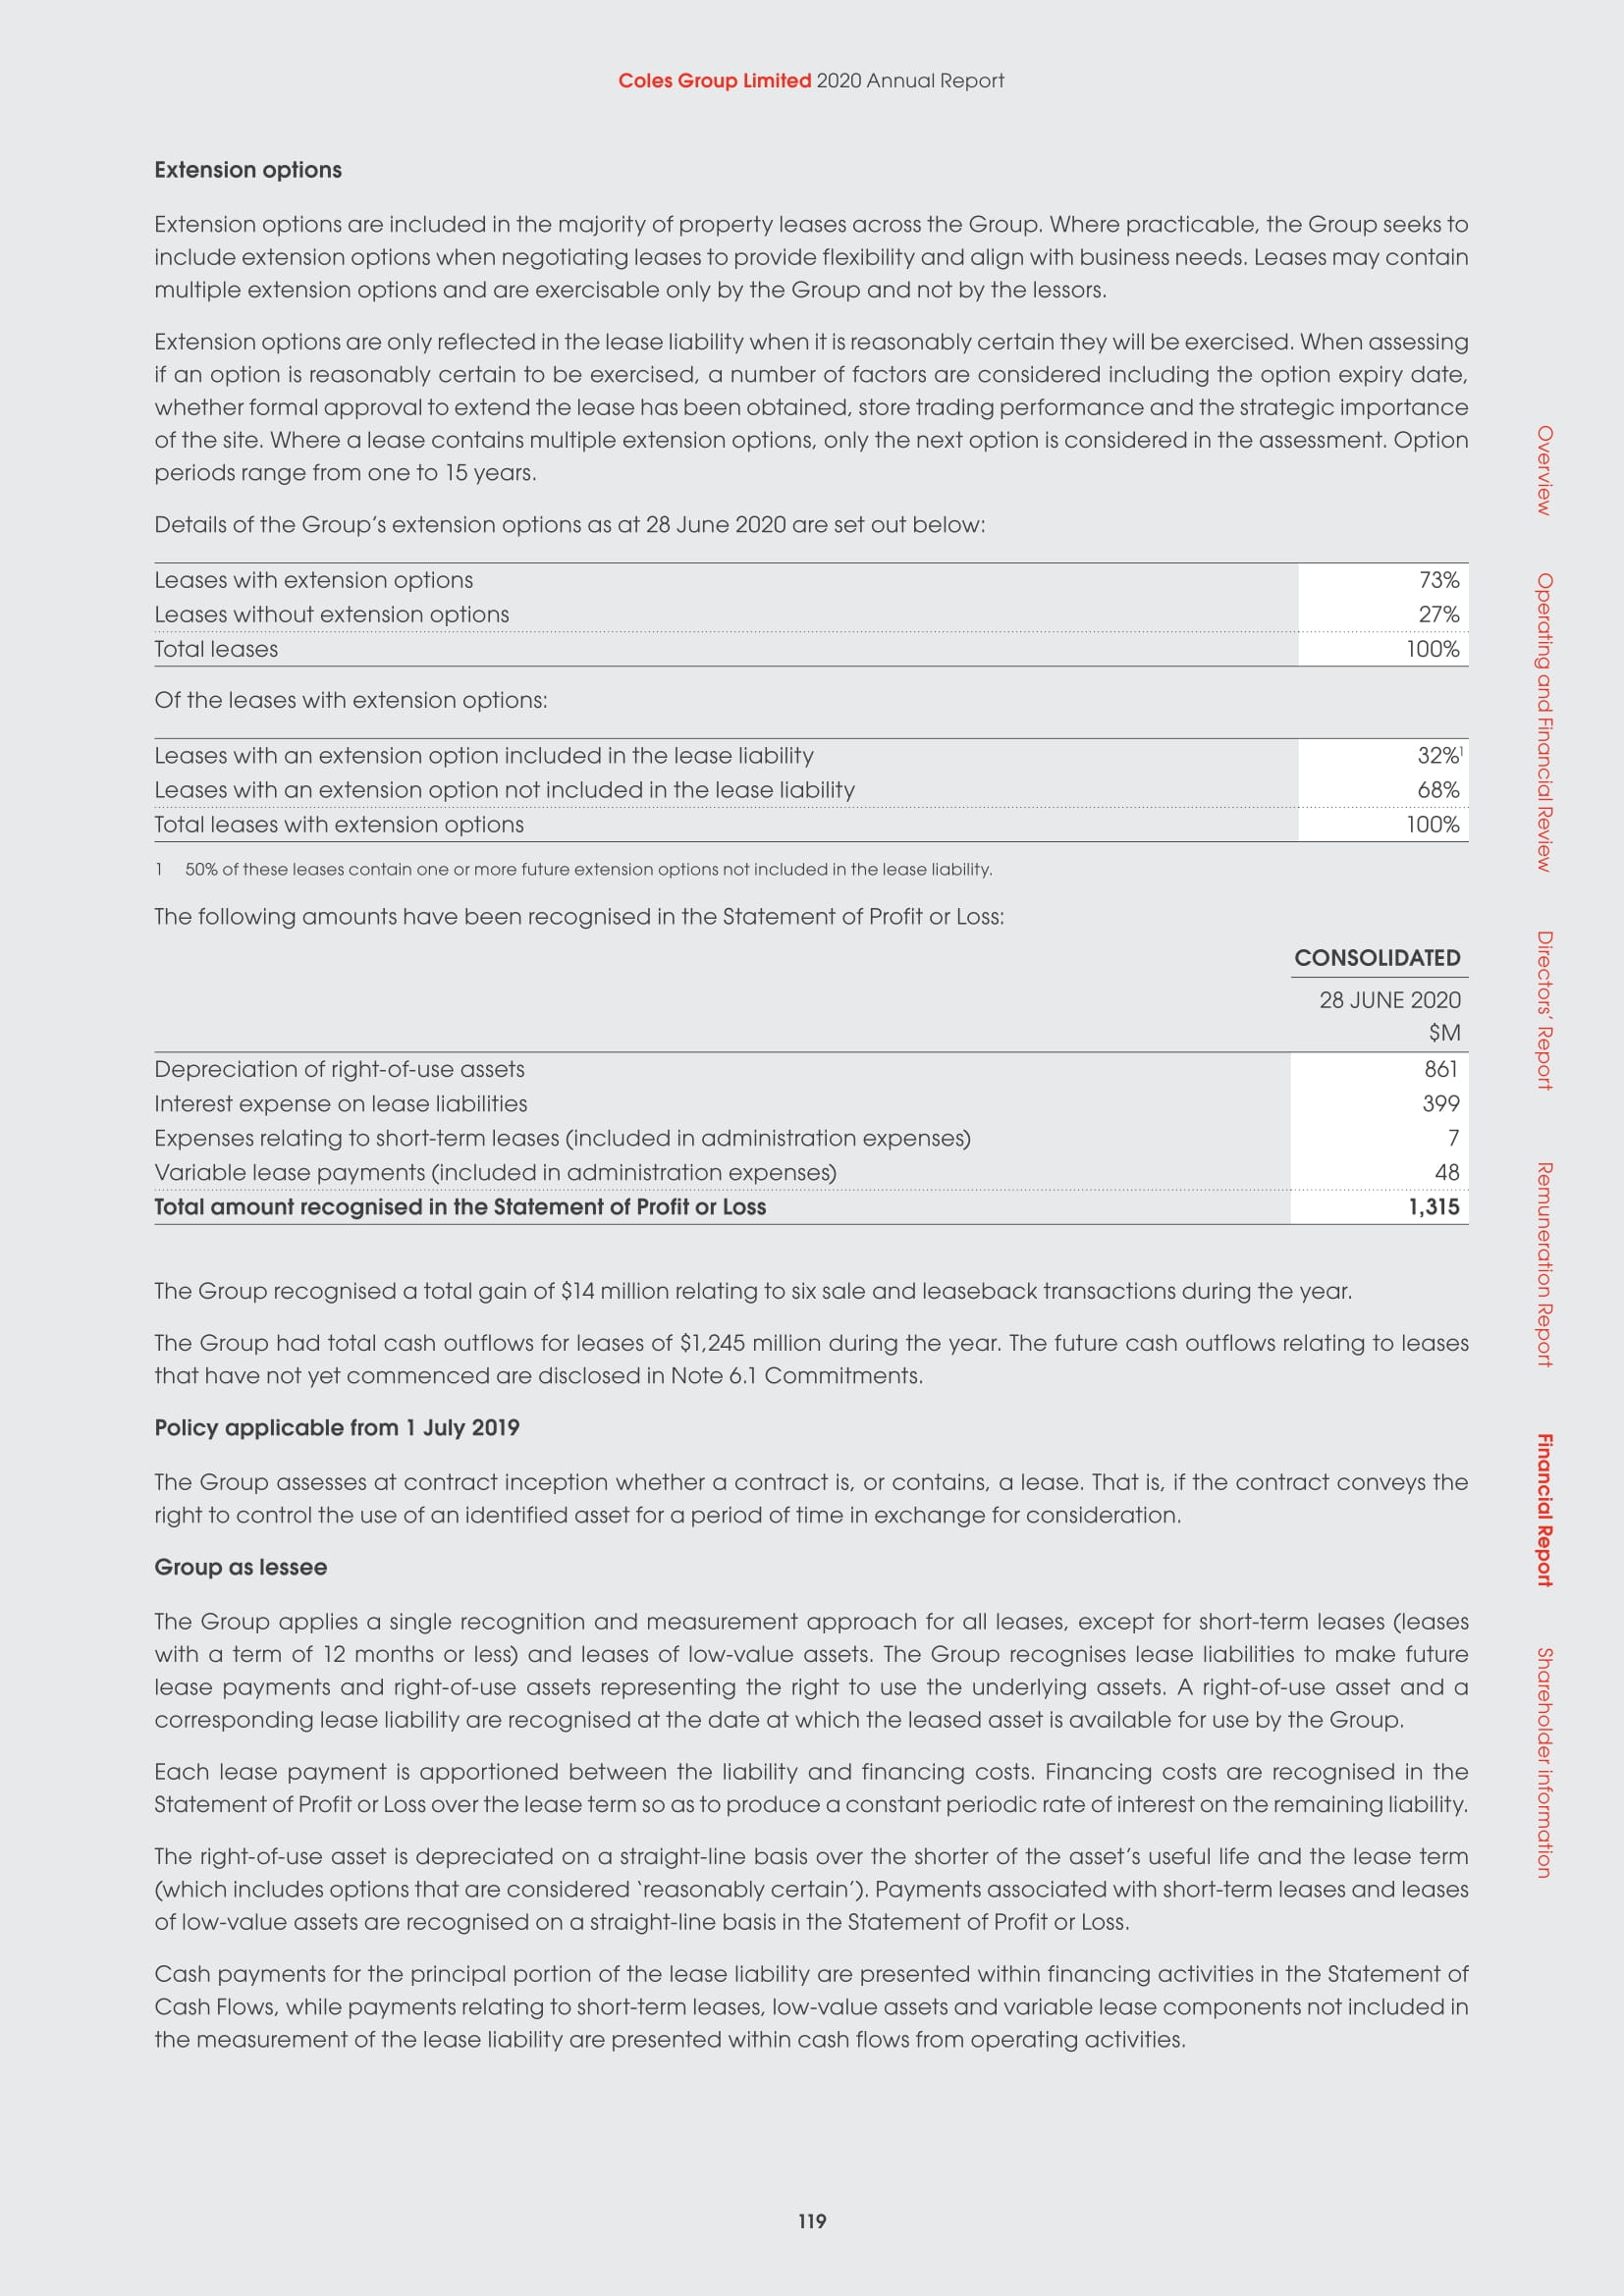 Coles Group Limited 2020 Annual Report
Extension options
Extension options are included in the majority of property leases across the Group. Where practicable, the Group seeks to
include extension options when negotiating leases to provide flexibility and align with business needs. Leases may contain
multiple extension options and are exercisable only by the Group and not by the lessors.
Extension options are only reflected in the lease liability when it is reasonably certain they will be exercised. When assessing
if an option is reasonably certain to be exercised, a number of factors are considered including the option expiry date,
whether formal approval to extend the lease has been obtained, store trading performance and the strategic importance
of the site. Where a lease contains multiple extension options, only the next option is considered in the assessment. Option
periods range from one to 15 years.
Details of the Group's extension options as at 28 June 2020 are set out below:
Leases with extension options 73%
Leases without extension options 27%
Total leases 100%
Of the leases with extension options:
Leases with an extension option included in the lease liability 32%¹
Leases with an extension option not included in the lease liability 68%
Total leases with extension options 100%
1 50% of these leases contain one or more future extension options not included in the lease liability.
The following amounts have been recognised in the Statement of Profit or Loss:
CONSOLIDATED
28 JUNE 2020
$M
Depreciation of right-of-use assets 861
Interest expense on lease liabilities 399
Expenses relating to short-term leases (included in administration expenses) 7
Variable lease payments (included in administration expenses) 48
Total amount recognised in the Statement of Profit or Loss 1,315
The Group recognised a total gain of $14 million relating to six sale and leaseback transactions during the year.
The Group had total cash outflows for leases of $1,245 million during the year. The future cash outflows relating to leases
that have not yet commenced are disclosed in Note 6.1 Commitments.
Policy applicable from 1 July 2019
The Group assesses at contract inception whether a contract is, or contains, a lease. That is, if the contract conveys the
right to control the use of an identified asset for a period of time in exchange for consideration.
Group as lessee
The Group applies a single recognition and measurement approach for all leases, except for short-term leases (leases
with a term of 12 months or less) and leases of low-value assets. The Group recognises lease liabilities to make future
lease payments and right-of-use assets representing the right to use the underlying assets. A right-of-use asset and a
corresponding lease liability are recognised at the date at which the leased asset is available for use by the Group.
Each lease payment is apportioned between the liability and financing costs. Financing costs are recognised in the
Statement of Profit or Loss over the lease term so as to produce a constant periodic rate of interest on the remaining liability.
The right-of-use asset is depreciated on a straight-line basis over the shorter of the asset's useful life and the lease term
(which includes options that are considered 'reasonably certain'). Payments associated with short-term leases and leases
of low-value assets are recognised on a straight-line basis in the Statement of Profit or Loss.
Cash payments for the principal portion of the lease liability are presented within financing activities in the Statement of
Cash Flows, while payments relating to short-term leases, low-value assets and variable lease components not included in
the measurement of the lease liability are presented within cash flows from operating activities.
119
Overview
Operating and Financial Review
Directors' Report
Remuneration Report
Financial Report
Shareholder information